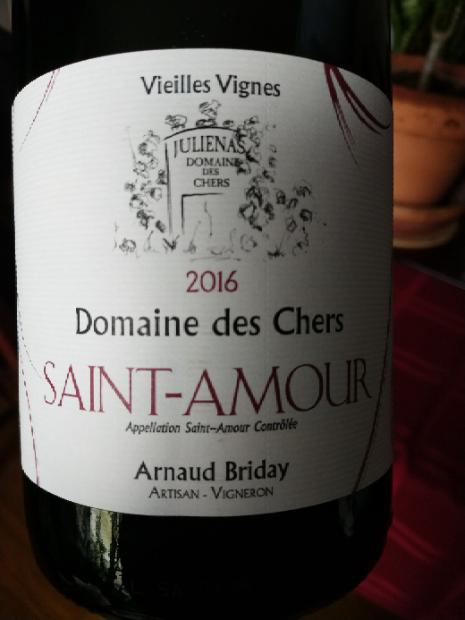 Vieilles Vignes
JULIENAS
DOMAINE
DES
CHERS
2016
Domaine des Chers
SAINT-AMOUR
Appellation Saint-Amour Contrôlée
Arnaud Briday
ARTISAN - VIGNERON